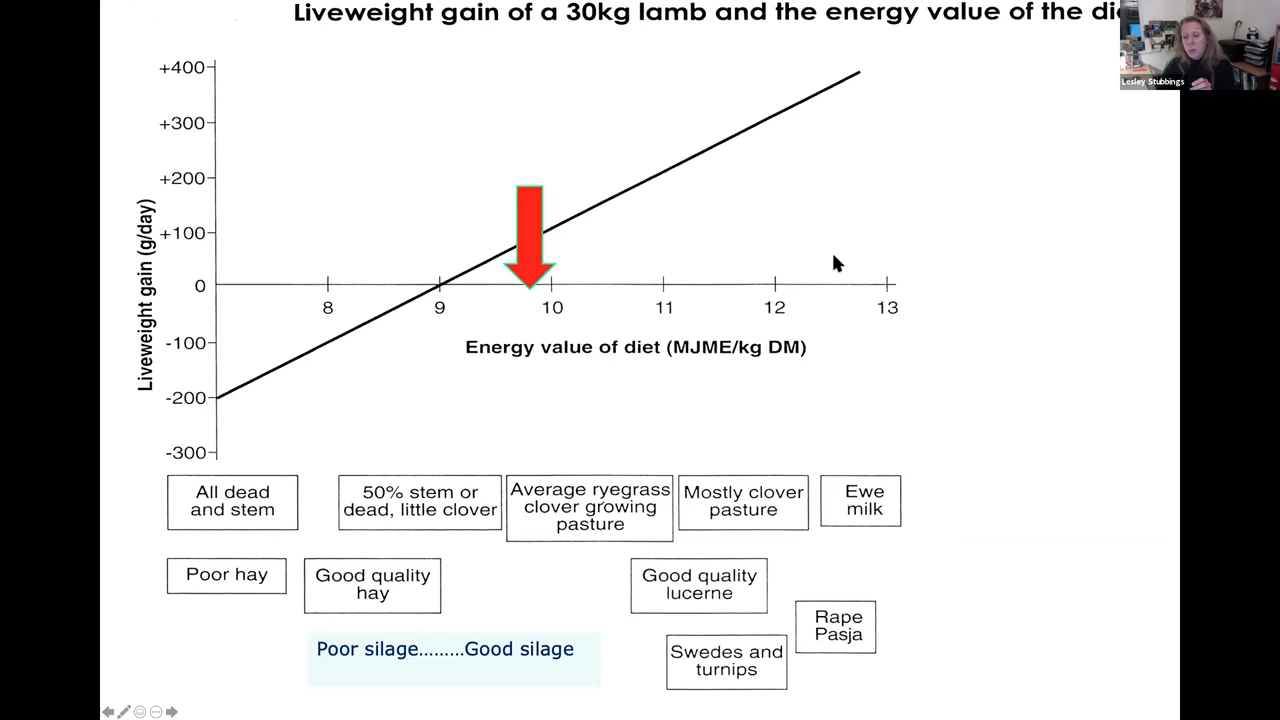 Liveweight gain of a 30kg lamb and the energy value of the
Lesley Stubbings
+400
+300
+200
+100
0
-100
-200
-300
Liveweight gain (g/day)
8 9 10 11 12 13
Energy value of diet (MJME/kg DM)
All dead
and stem
50% stem or
dead, little clover
Average ryegrass
clover growing
pasture
Mostly clover
pasture
Ewe
milk
Poor hay
Good quality
hay
Good quality
lucerne
Rape
Pasja
Poor silage.........Good silage
Swedes and
turnips